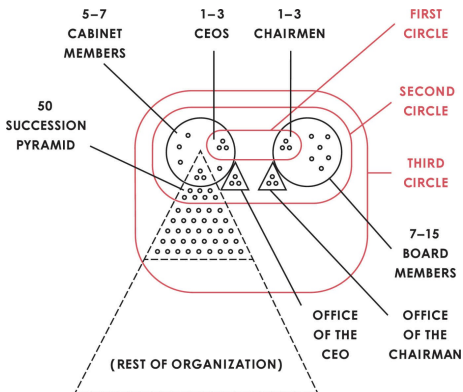 5–7
CABINET
MEMBERS
1–3
CEOS
1–3
CHAIRMEN
FIRST
CIRCLE
SECOND
CIRCLE
50
SUCCESSION
PYRAMID
THIRD
CIRCLE
7–15
BOARD
MEMBERS
OFFICE
OF THE
CEO
OFFICE
OF THE
CHAIRMAN
(REST OF ORGANIZATION)